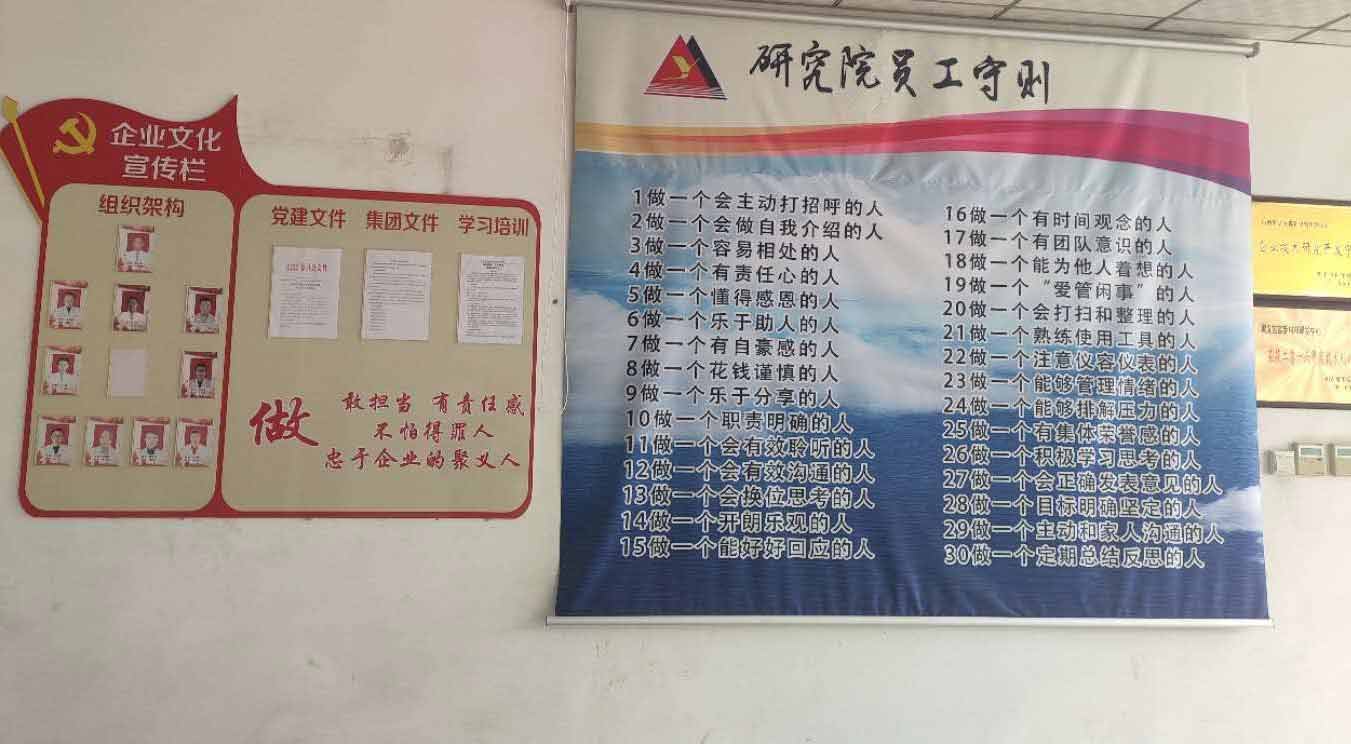 企业文化
宣传栏
组织架构
党建文件 集团文件 学习培训
做
敢担当 有责任感
不怕得罪人
忠于企业的聚义人
研究院员工守则
1做一个会主动打招呼的人
2做一个会做自我介绍的人
3做一个容易相处的人
4做一个有责任心的人
5做一个懂得感恩的人
6做一个乐于助人的人
7做一个有自豪感的人
8做一个花钱谨慎的人
9做一个乐于分享的人
10做一个职责明确的人
11做一个会有效聆听的人
12做一个会有效沟通的人
13做一个会换位思考的人
14做一个开朗乐观的人
15做一个能好好回应的人
16做一个有时间观念的人
17做一个有团队意识的人
18做一个能为他人着想的人
19做一个“爱管闲事”的人
20做一个会打扫和整理的人
21做一个熟练使用工具的人
22做一个注意仪容仪表的人
23做一个能够管理情绪的人
24做一个能够排解压力的人
25做一个有集体荣誉感的人
26做一个积极学习思考的人
27做一个会正确发表意见的人
28做一个目标明确坚定的人
29做一个主动和家人沟通的人
30做一个定期总结反思的人